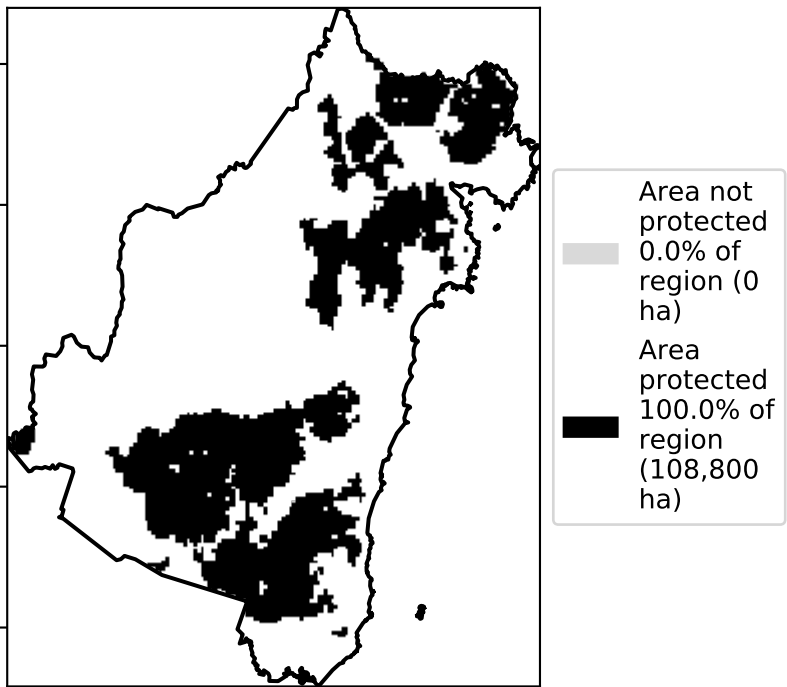 Area not
protected
0.0% of
region (0
ha)
Area
protected
100.0% of
region
(108,800
ha)